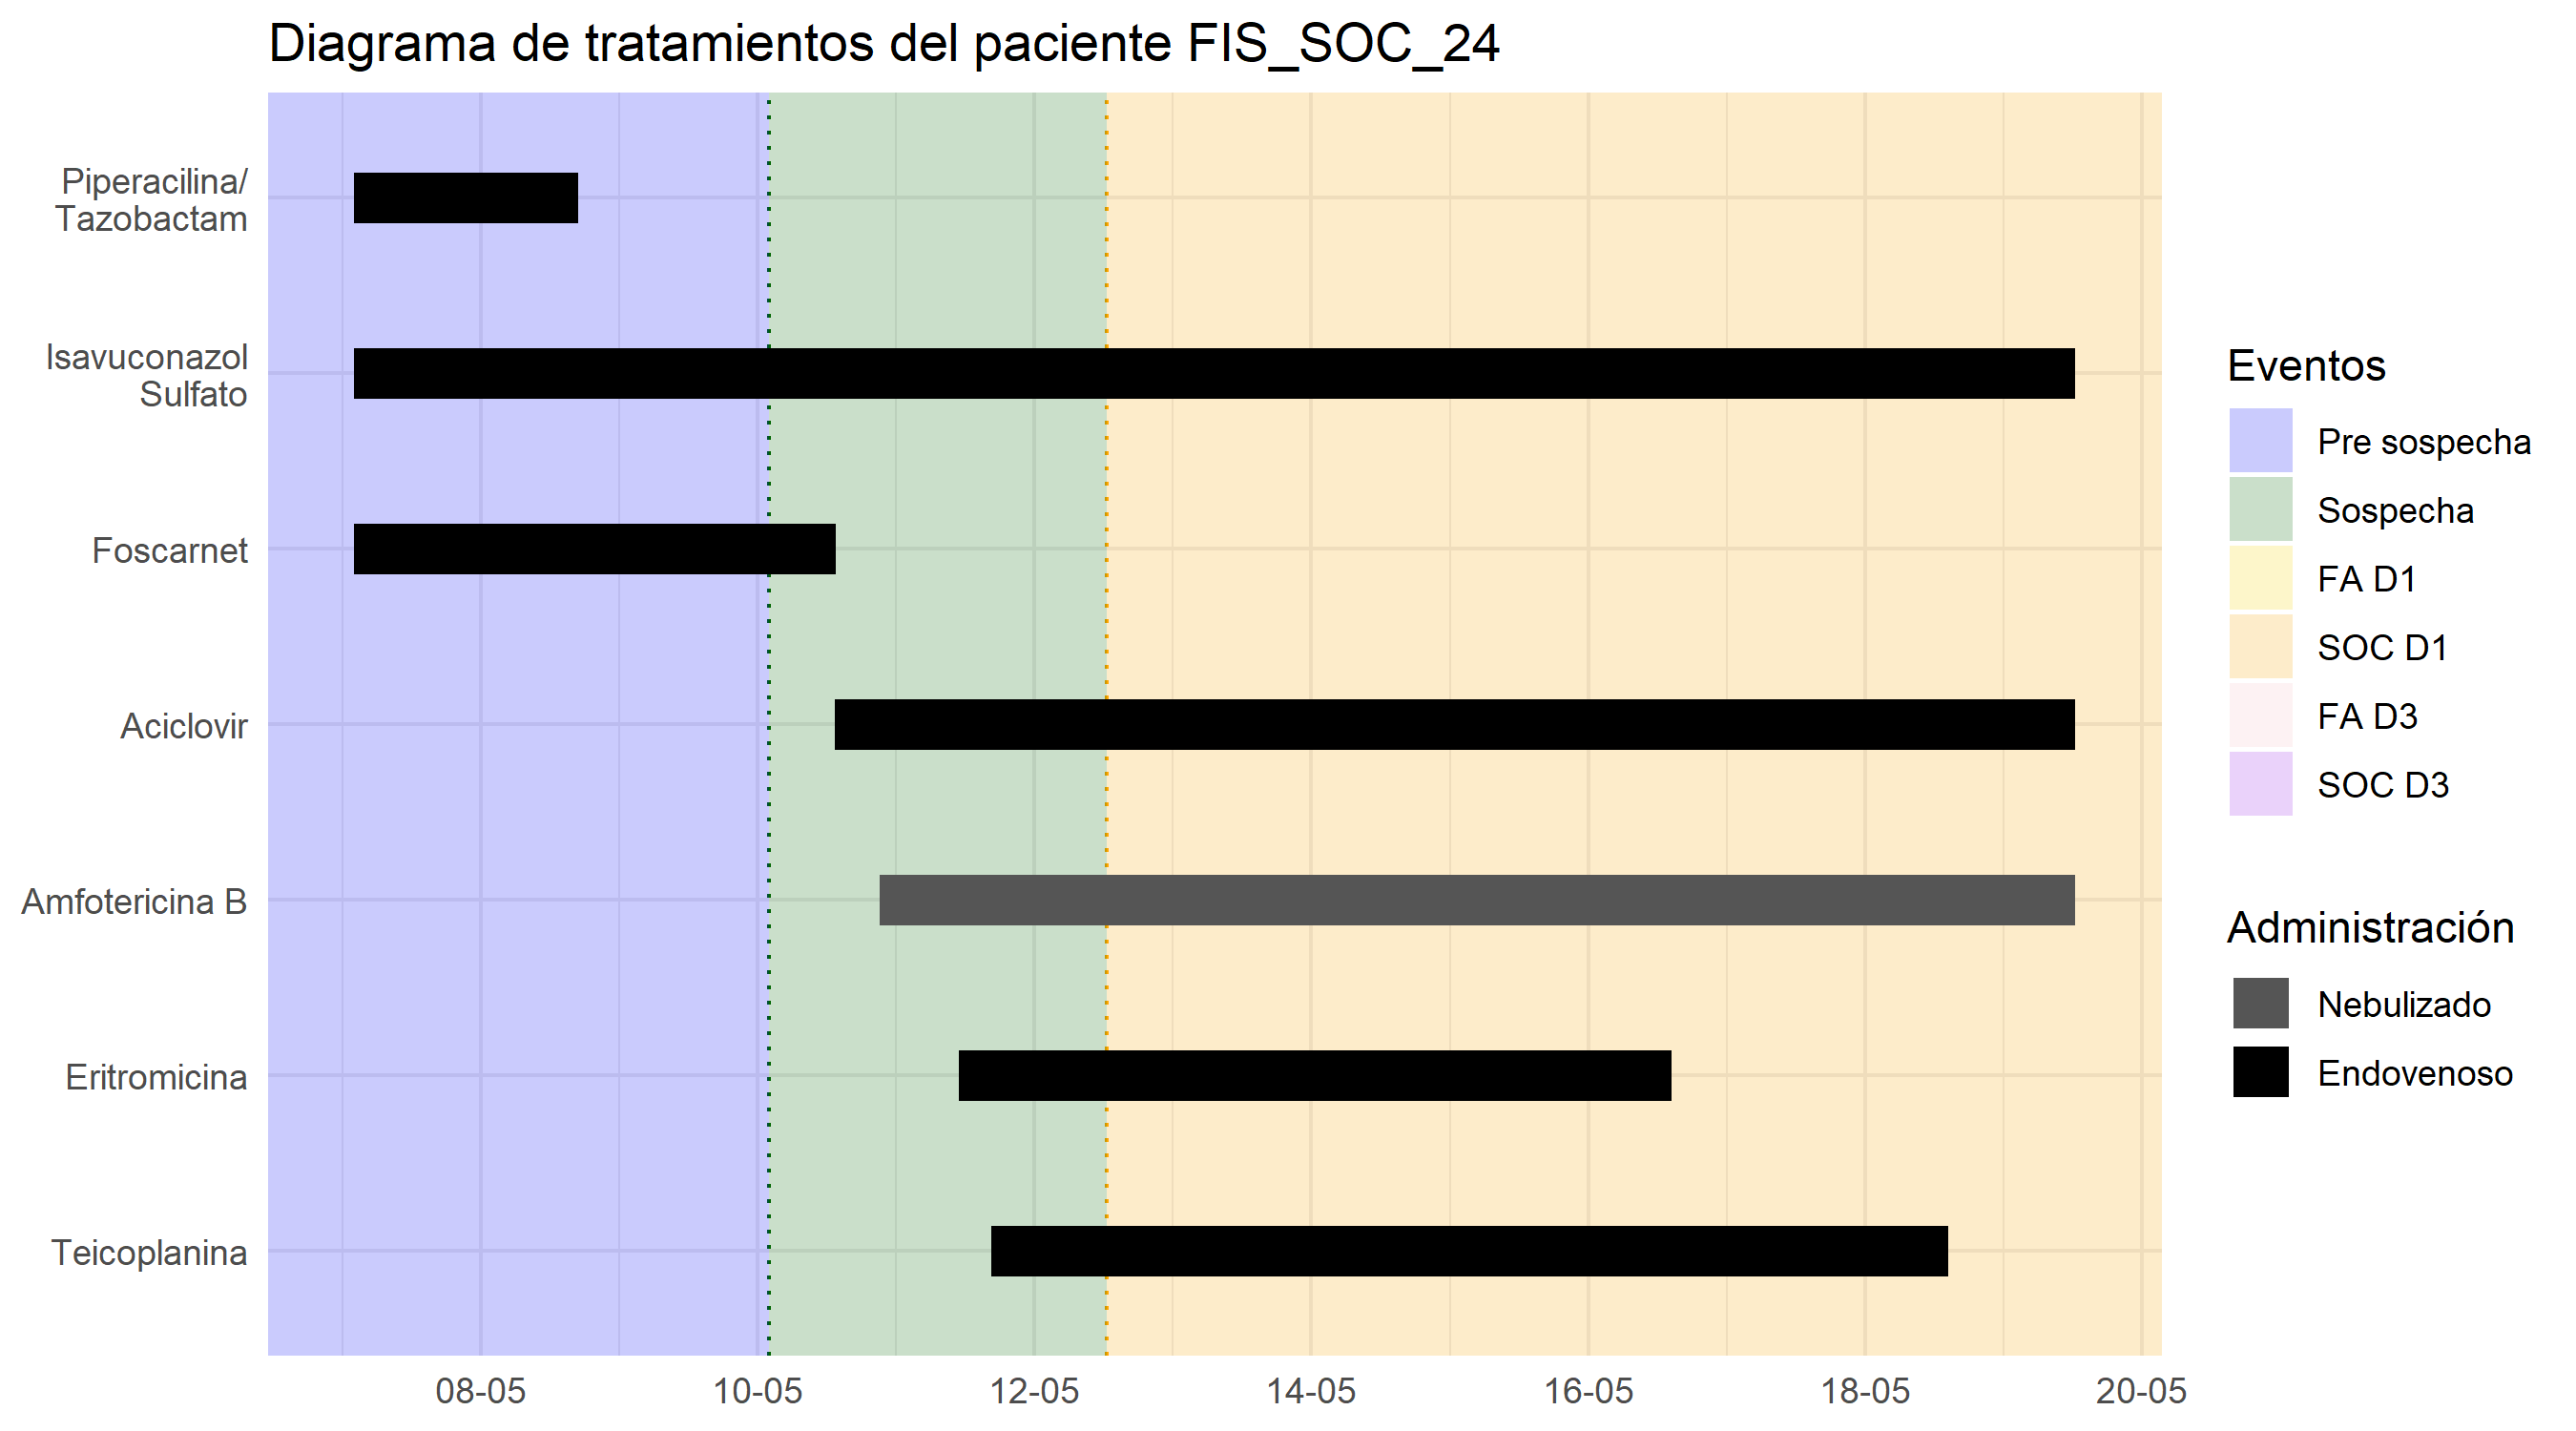 Diagrama de tratamientos del paciente FIS_SOC_24
Piperacilina/
Tazobactam
Isavuconazol
Sulfato
Foscarnet
Aciclovir
Amfotericina B
Eritromicina
Teicoplanina
08-05
10-05
12-05
14-05
16-05
18-05
20-05
Eventos
Pre sospecha
Sospecha
FA D1
SOC D1
FA D3
SOC D3
Administración
Nebulizado
Endovenoso